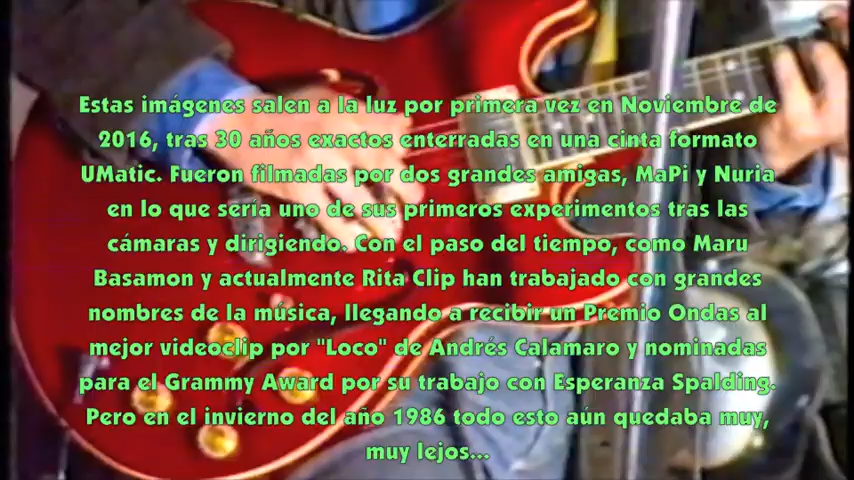 Estas imágenes salen a la luz por primera vez en Noviembre de
2016, tras 30 años exactos enterradas en una cinta formato
UMatic. Fueron filmadas por dos grandes amigas, MaPi y Nuria
en lo que sería uno de sus primeros experimentos tras las
cámaras y dirigiendo. Con el paso del tiempo, como Maru
Basamon y actualmente Rita Clip han trabajado con grandes
nombres de la música, llegando a recibir un Premio Ondas al
mejor videoclip por "Loco" de Andrés Calamaro y nominadas
para el Grammy Award por su trabajo con Esperanza Spalding.
Pero en el invierno del año 1986 todo esto aún quedaba muy,
muy lejos...